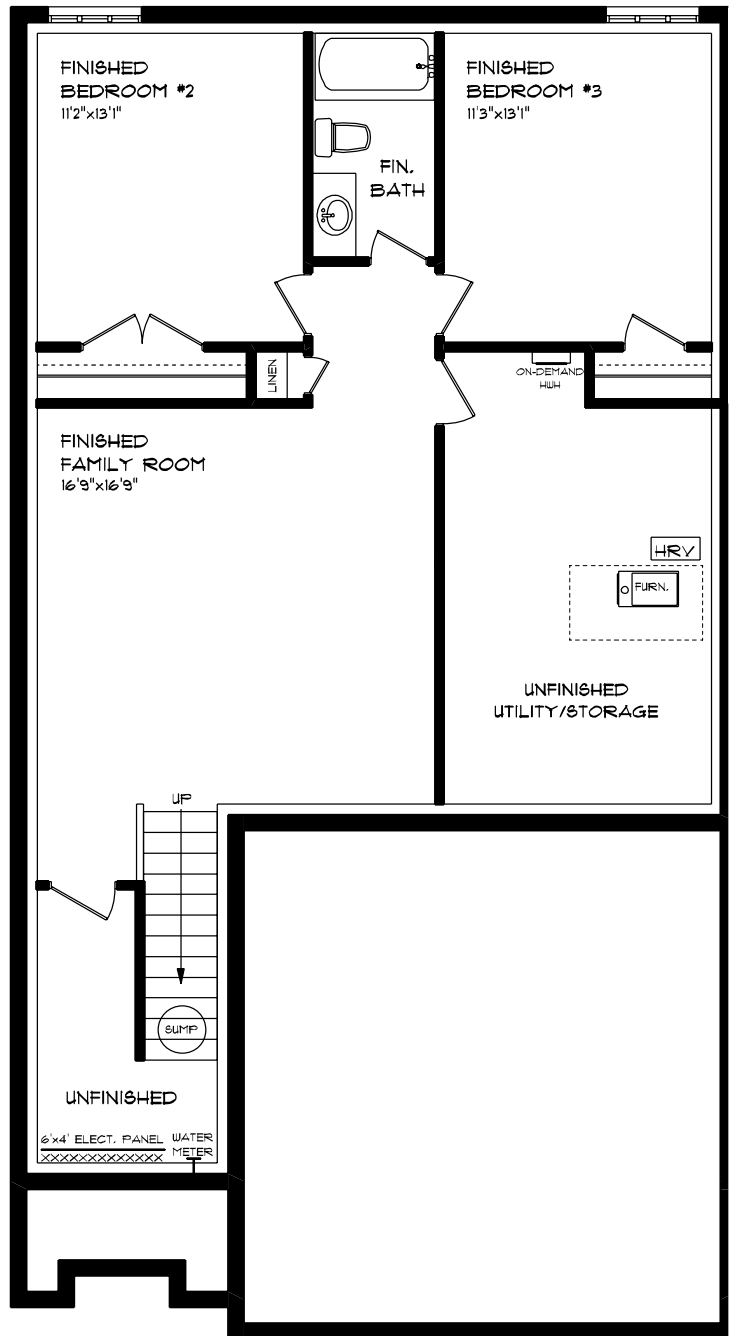 FINISHED
BEDROOM #2
11'2"x13'1"
FINISHED
BEDROOM #3
11'3"x13'1"
FIN.
BATH
LINEN
ON-DEMAND
HWH
FINISHED
FAMILY ROOM
16'9"x16'9"
HRV
FURN.
UNFINISHED
UTILITY/STORAGE
UP
SUMP
UNFINISHED
6'x4' ELECT. PANEL
WATER
METER